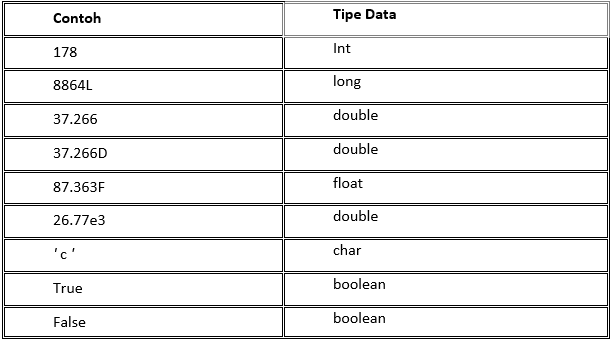 Contoh Tipe Data
178 Int
8864L long
37.266 double
37.266D double
87.363F float
26.77e3 double
' c ' char
True boolean
False boolean